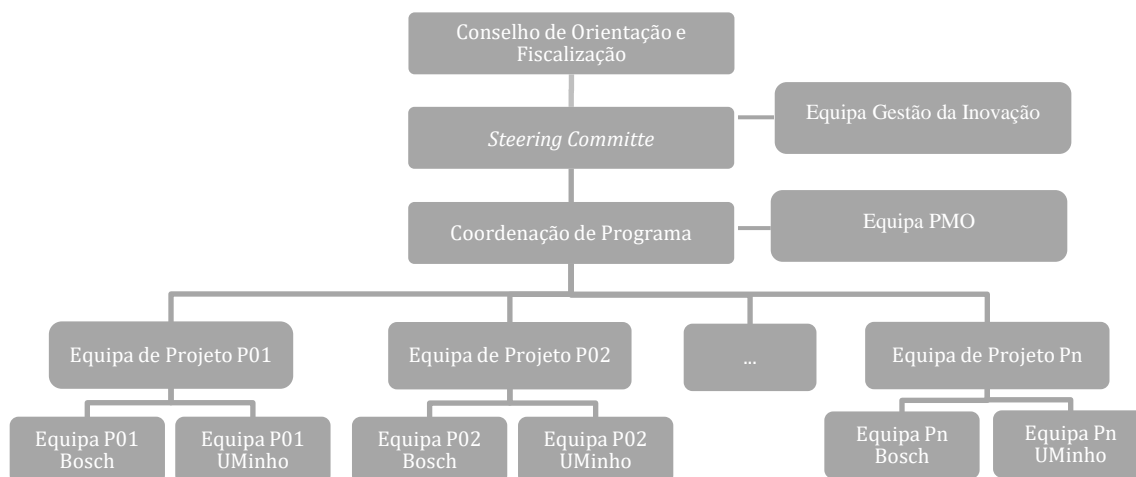 Conselho de Orientação e
Fiscalização
Equipa Gestão da Inovação
Steering Committe
Equipa PMO
Coordenação de Programa
Equipa de Projeto P01
Equipa de Projeto P02
...
Equipa de Projeto Pn
Equipa P01
Bosch
Equipa P01
UMinho
Equipa P02
Bosch
Equipa P02
UMinho
Equipa Pn
Bosch
Equipa Pn
UMinho